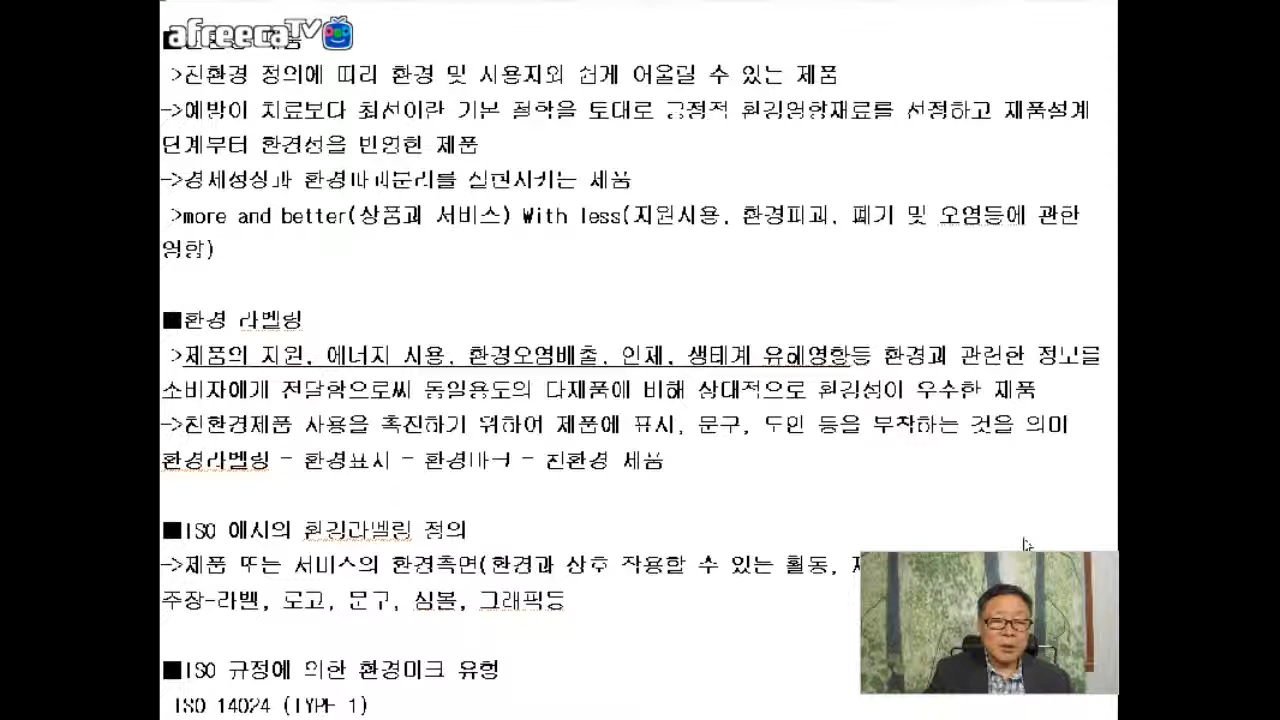 afreecaTV
>친환경 정의에 따라 환경 및 사용자와 쉽게 어울릴 수 있는 제품
->예방이 치료보다 최선이란 기본 철학을 토대로 긍정적 환경영향재료를 선정하고 제품설계
단계부터 환경성을 반영한 제품
->경제성장과 환경파괴분리를 실현시키는 제품
>more and better(상품과 서비스) With less(자원사용, 환경파괴, 폐기 및 오염등에 관한
영향)
■환경 라벨링
>제품의 자원, 에너지 사용, 환경오염배출, 인체, 생태계 유해영향등 환경과 관련한 정보를
소비자에게 전달함으로써 동일용도의 타제품에 비해 상대적으로 환경성이 우수한 제품
->친환경제품 사용을 촉진하기 위하여 제품에 표시, 문구, 도안 등을 부착하는 것을 의미
환경라벨링 - 환경표시 - 환경마크 - 친환경 제품
■ISO 에서의 환경라벨링 정의
->제품 또는 서비스의 환경측면(환경과 상호 작용할 수 있는 활동,
주장-라벨, 로고, 문구, 심볼, 그래픽등
■ISO 규정에 의한 환경마크 유형
ISO 14024 (TYPE 1)